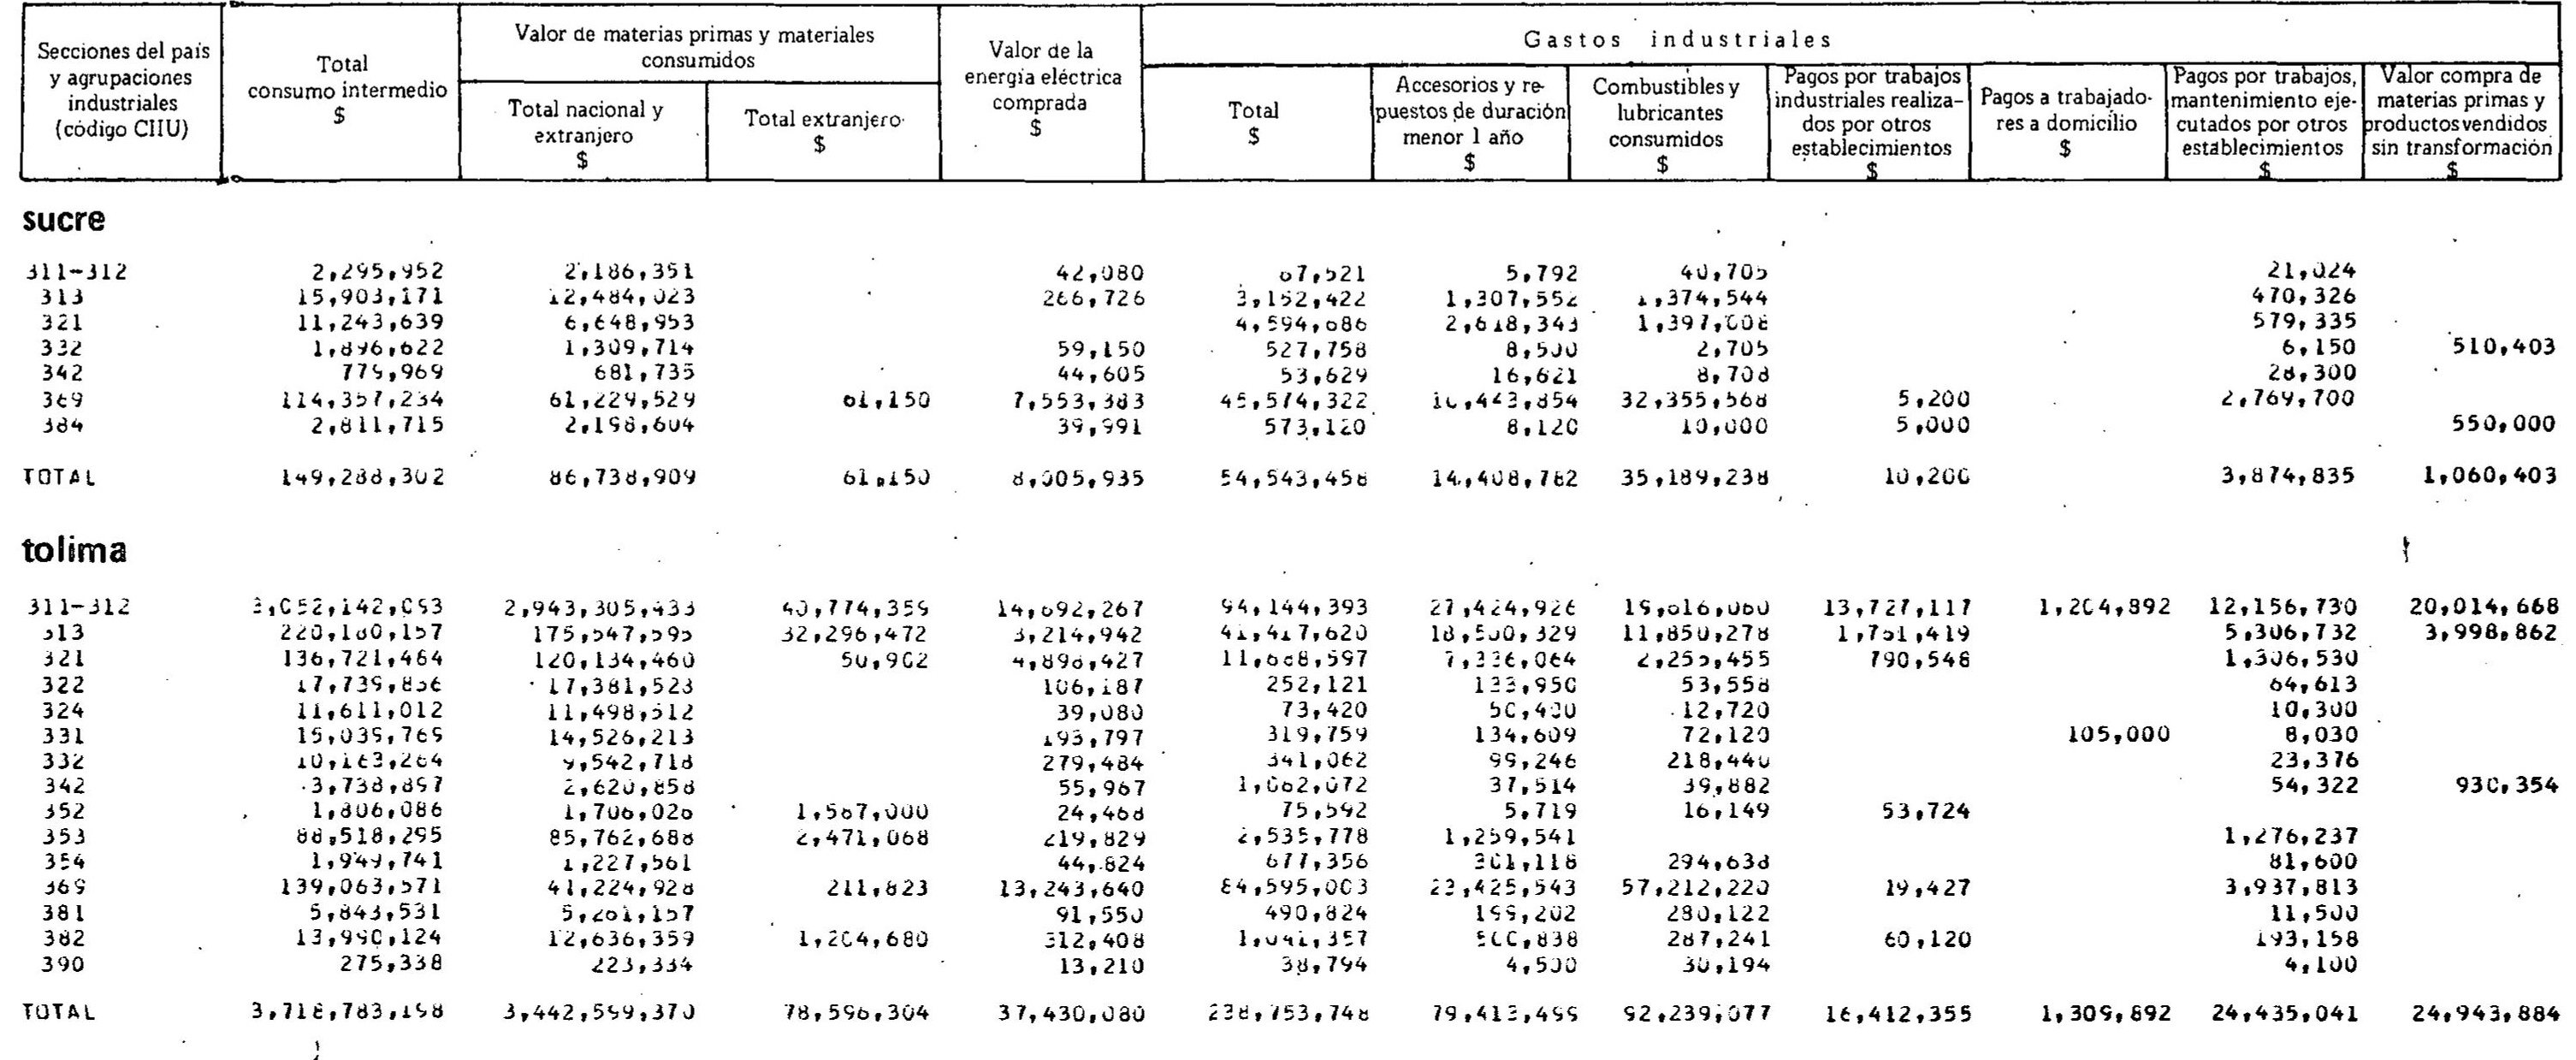 Secciones del país
y agrupaciones
industriales
(código CIIU)
Total
consumo intermedio
$
Valor de materias primas y materiales
consumidos
Total nacional y
extranjero
$
Total extranjero
$
Valor de la
energía eléctrica
comprada
$
Gastos industriales
Total
$
Accesorios y re-
puestos de duración
menor 1 año
$
Combustibles y
lubricantes
consumidos
$
Pagos por trabajos
industriales realiza-
dos por otros
establecimientos
$
Pagos a trabajado-
res a domicilio
$
Pagos por trabajos,
mantenimiento eje-
cutados por otros
establecimientos
$
Valor compra de
materias primas y
productos vendidos
sin transformación
$
sucre
311-312 2,295,952 2,186,351 42,080 67,521 5,792 40,705 21,024
313 15,903,171 12,484,023 266,726 3,152,422 1,307,552 1,374,544 470,326
321 11,243,639 6,648,953 4,594,686 2,618,343 1,397,008 579,335
332 1,896,622 1,309,714 59,150 527,758 8,500 2,705 6,150 510,403
342 779,969 681,735 44,605 53,629 16,621 8,708 28,300
369 114,357,234 61,229,529 61,150 7,553,383 45,574,322 10,443,854 32,355,568 5,200 2,769,700
384 2,811,715 2,198,604 39,991 573,120 8,120 10,000 5,000 550,000
TOTAL 149,288,302 86,738,909 61,150 8,005,935 54,543,458 14,408,782 35,189,238 10,200 3,874,835 1,060,403
tolima
311-312 3,052,142,093 2,943,305,433 40,774,359 14,692,267 94,144,393 27,424,926 19,616,060 13,727,117 1,204,892 12,156,730 20,014,668
313 220,180,157 175,547,595 32,296,472 3,214,942 41,417,620 18,500,329 11,850,278 1,761,419 5,306,732 3,998,862
321 136,721,484 120,134,460 50,902 4,898,427 11,688,597 7,336,064 2,255,455 790,548 1,306,530
322 17,739,836 17,381,528 106,187 252,121 133,950 53,558 64,613
324 11,611,012 11,498,512 39,080 73,420 50,400 12,720 10,300
331 15,039,769 14,526,213 193,797 319,759 134,609 72,120 105,000 8,030
332 10,163,264 9,542,718 279,484 341,062 99,246 218,440 23,376
342 3,738,897 2,620,858 55,967 1,062,072 37,514 39,882 54,322 930,354
352 1,806,086 1,706,026 1,587,000 24,468 75,592 5,719 16,149 53,724
353 88,518,295 85,762,688 2,471,068 219,829 2,535,778 1,259,541 1,276,237
354 1,949,741 1,227,561 44,824 677,356 301,118 294,638 81,600
369 139,063,571 41,224,928 211,823 13,243,640 84,595,003 23,425,543 57,212,220 19,427 3,937,813
381 5,843,531 5,261,157 91,550 490,824 199,202 280,122 11,500
382 13,990,124 12,636,359 1,204,680 312,408 1,041,357 500,838 287,241 60,120 193,158
390 275,338 223,334 13,210 38,794 4,500 30,194 4,100
TOTAL 3,718,783,198 3,442,599,370 78,596,304 37,430,080 238,753,748 79,413,499 92,239,077 16,412,355 1,309,892 24,435,041 24,943,884